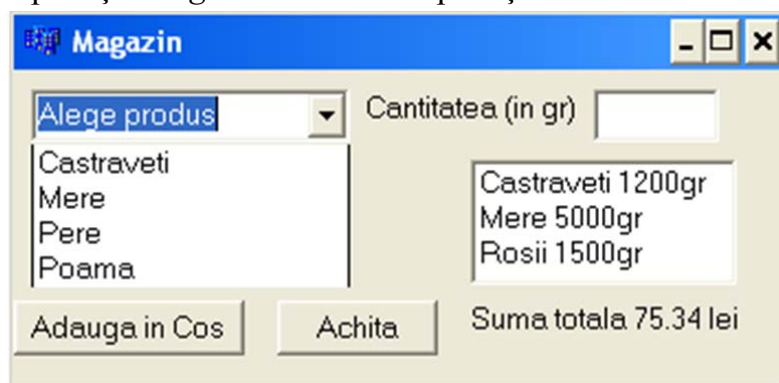 Magazin
Alege produs
Cantitatea (in gr)
Castraveti
Mere
Pere
Poama
Castraveti 1200gr
Mere 5000gr
Rosii 1500gr
Adauga in Cos
Achita
Suma totala 75.34 lei